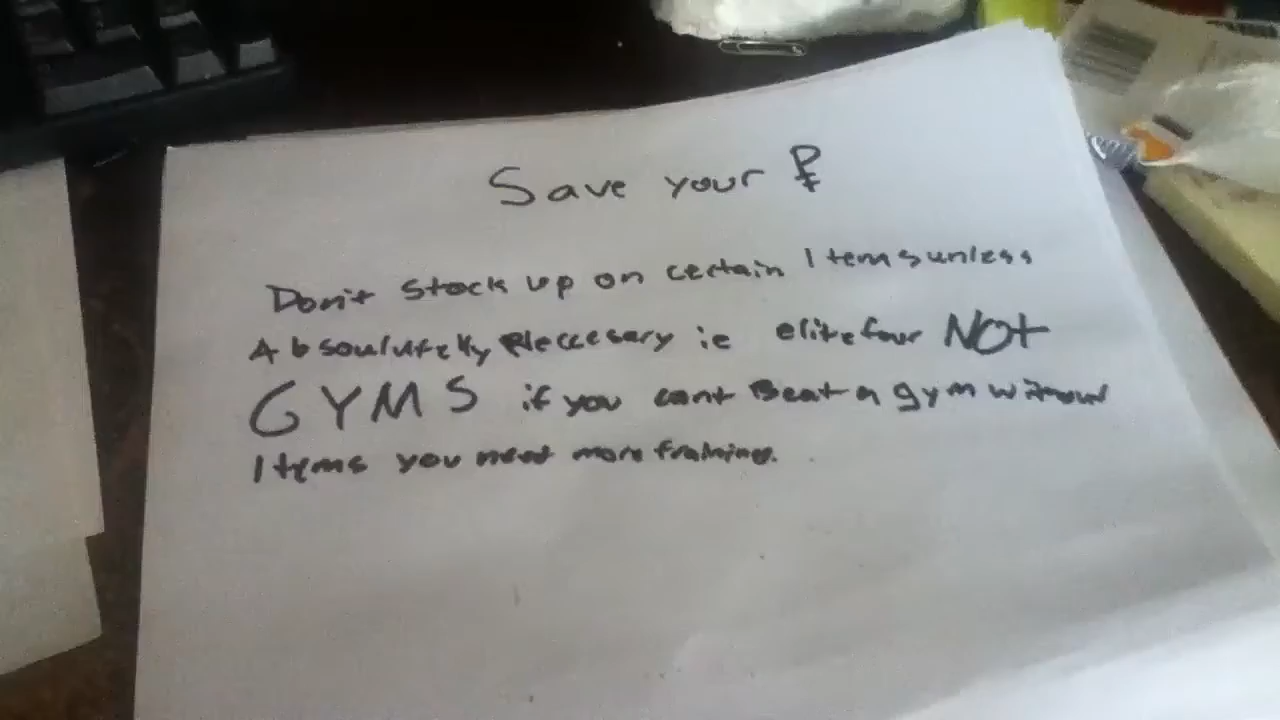 Save your ₽
Don't Stock up on certain Items unless
Absoulutelly Neccesary ie elite four NOT
GYMS if you cant Beat a gym without
Items you need more training.